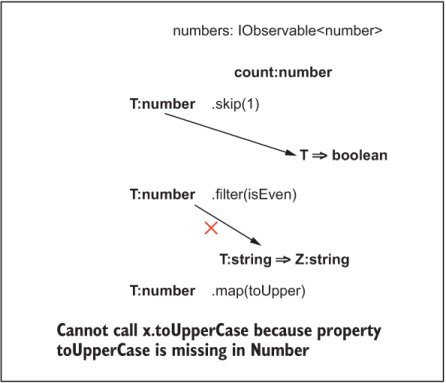 numbers: IObservable<number>
count:number
T:number .skip(1)
T ⇒ boolean
T:number .filter(isEven)
T:string ⇒ Z:string
T:number .map(toUpper)
Cannot call x.toUpperCase because property
toUpperCase is missing in Number